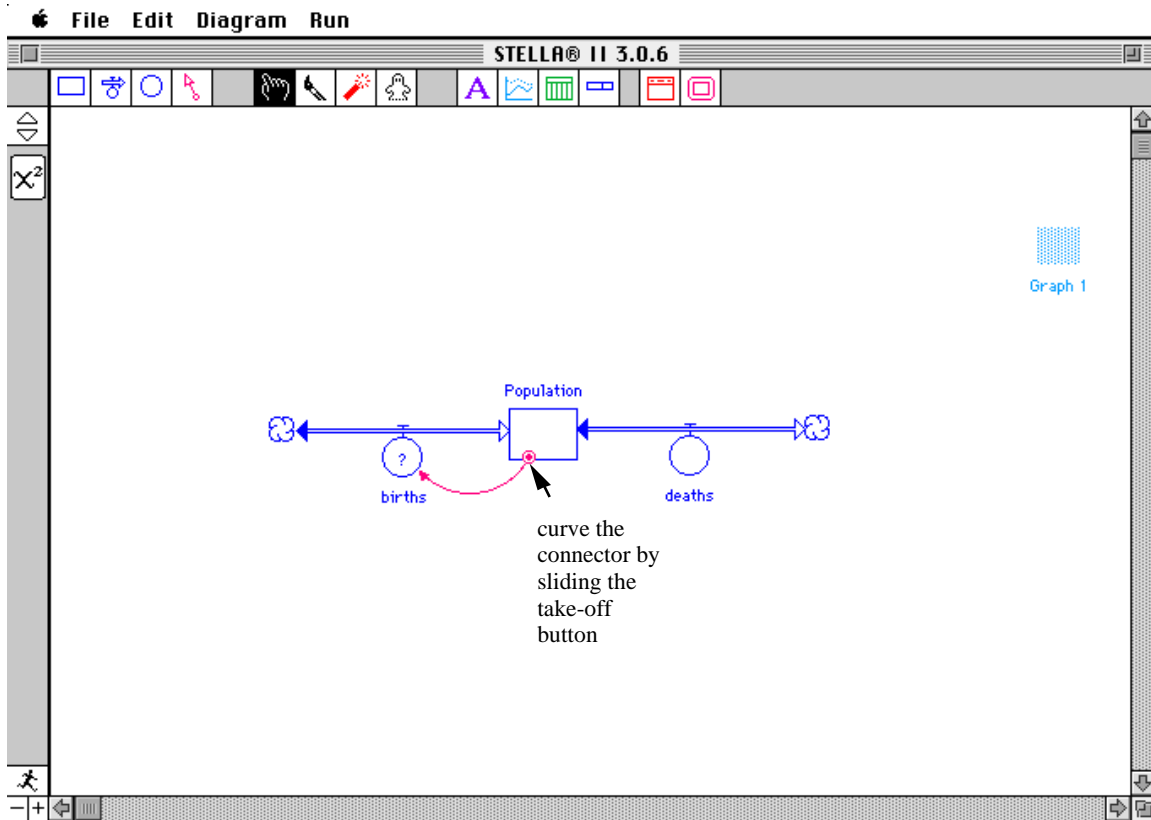 File Edit Diagram Run
STELLA® II 3.0.6
A
X²
Graph 1
Population
?
births
deaths
curve the
connector by
sliding the
take-off
button
− +